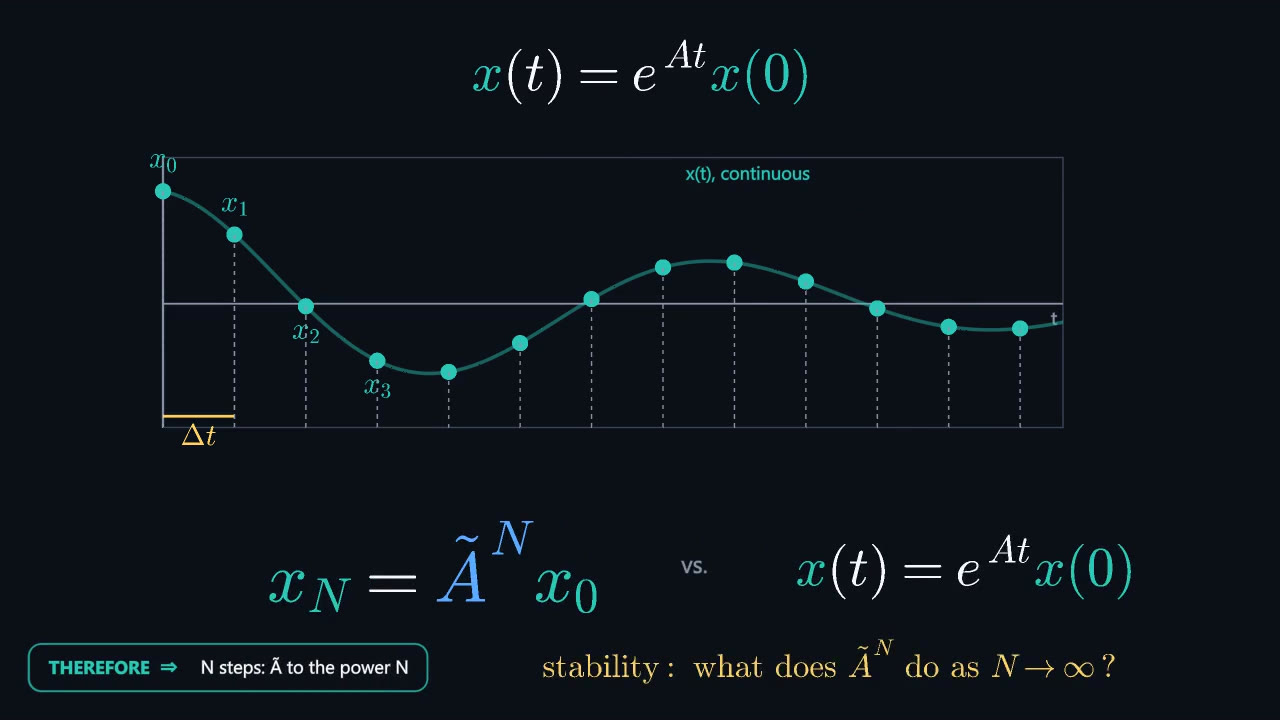 x(t) = e^{At}x(0)
x_0
x(t), continuous
x_1
t
x_2
x_3
Δt
x_N = Ã^N x_0 vs. x(t) = e^{At}x(0)
THEREFORE ⇒ N steps: Ã to the power N
stability: what does Ã^N do as N→∞?